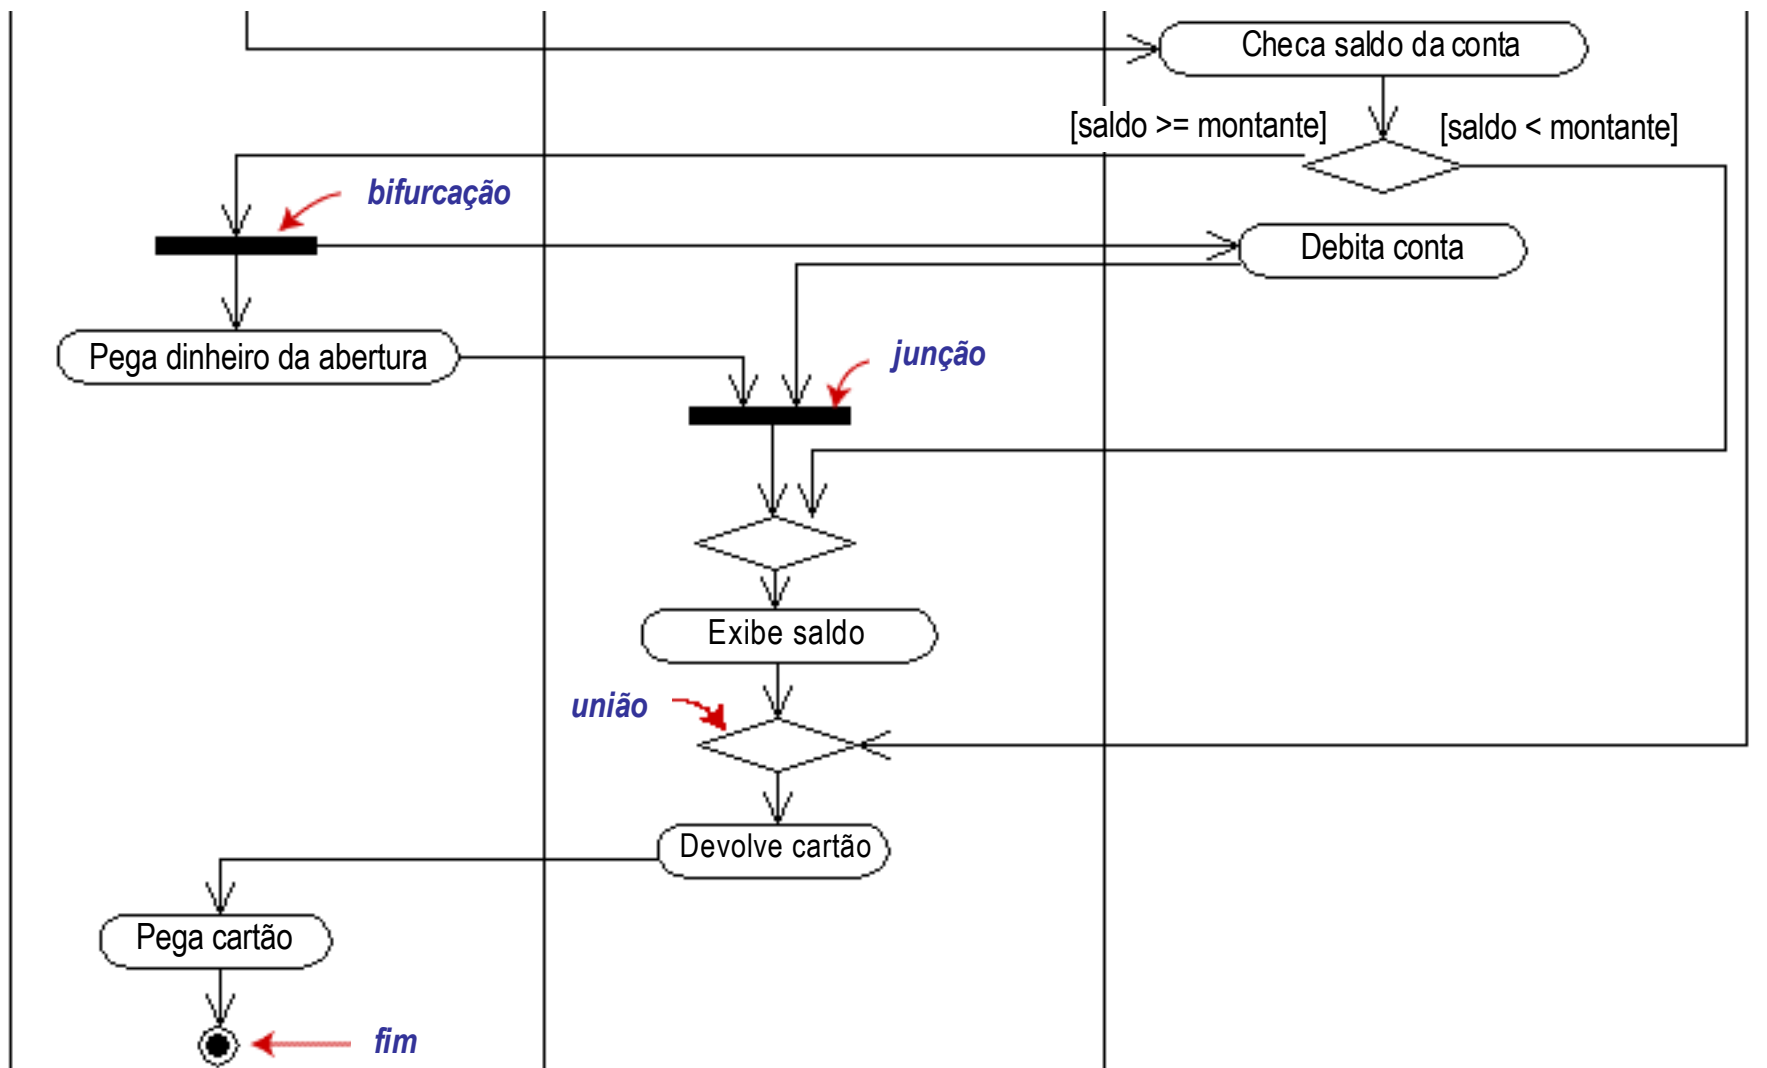 Checa saldo da conta
[saldo >= montante]
[saldo < montante]
bifurcação
Debita conta
Pega dinheiro da abertura
junção
Exibe saldo
união
Devolve cartão
Pega cartão
fim